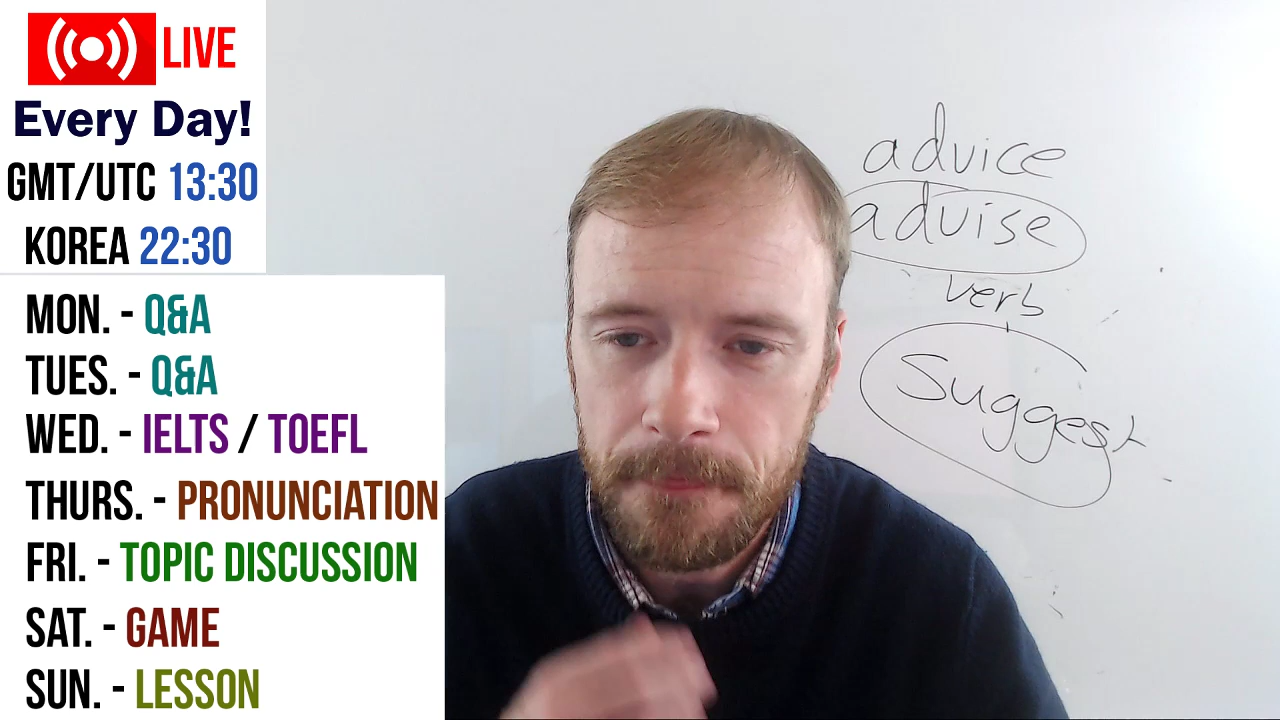 LIVE
Every Day!
GMT/UTC 13:30
KOREA 22:30
MON. - Q&A
TUES. - Q&A
WED. - IELTS / TOEFL
THURS. - PRONUNCIATION
FRI. - TOPIC DISCUSSION
SAT. - GAME
SUN. - LESSON
advice
advise
verb
Suggest